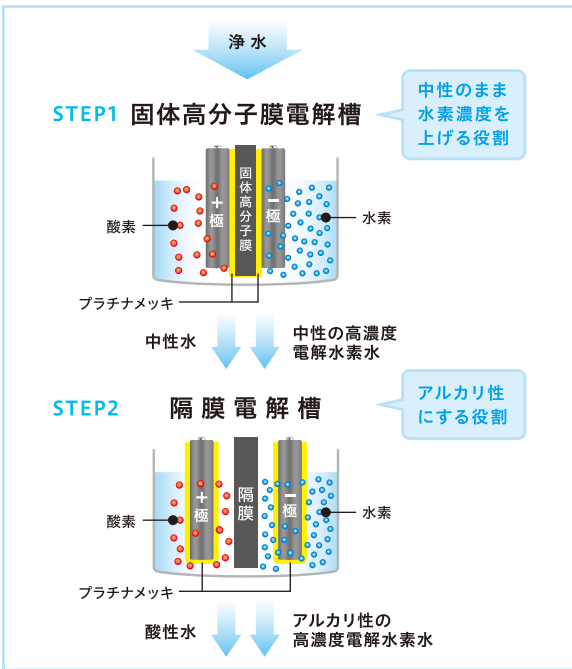 浄水
STEP1 固体高分子膜電解槽
中性のまま
水素濃度を
上げる役割
酸素
＋極
固体高分子膜
－極
水素
プラチナメッキ
中性水
中性の高濃度
電解水素水
STEP2 隔膜電解槽
アルカリ性
にする役割
酸素
＋極
隔膜
－極
水素
プラチナメッキ
酸性水
アルカリ性の
高濃度電解水素水